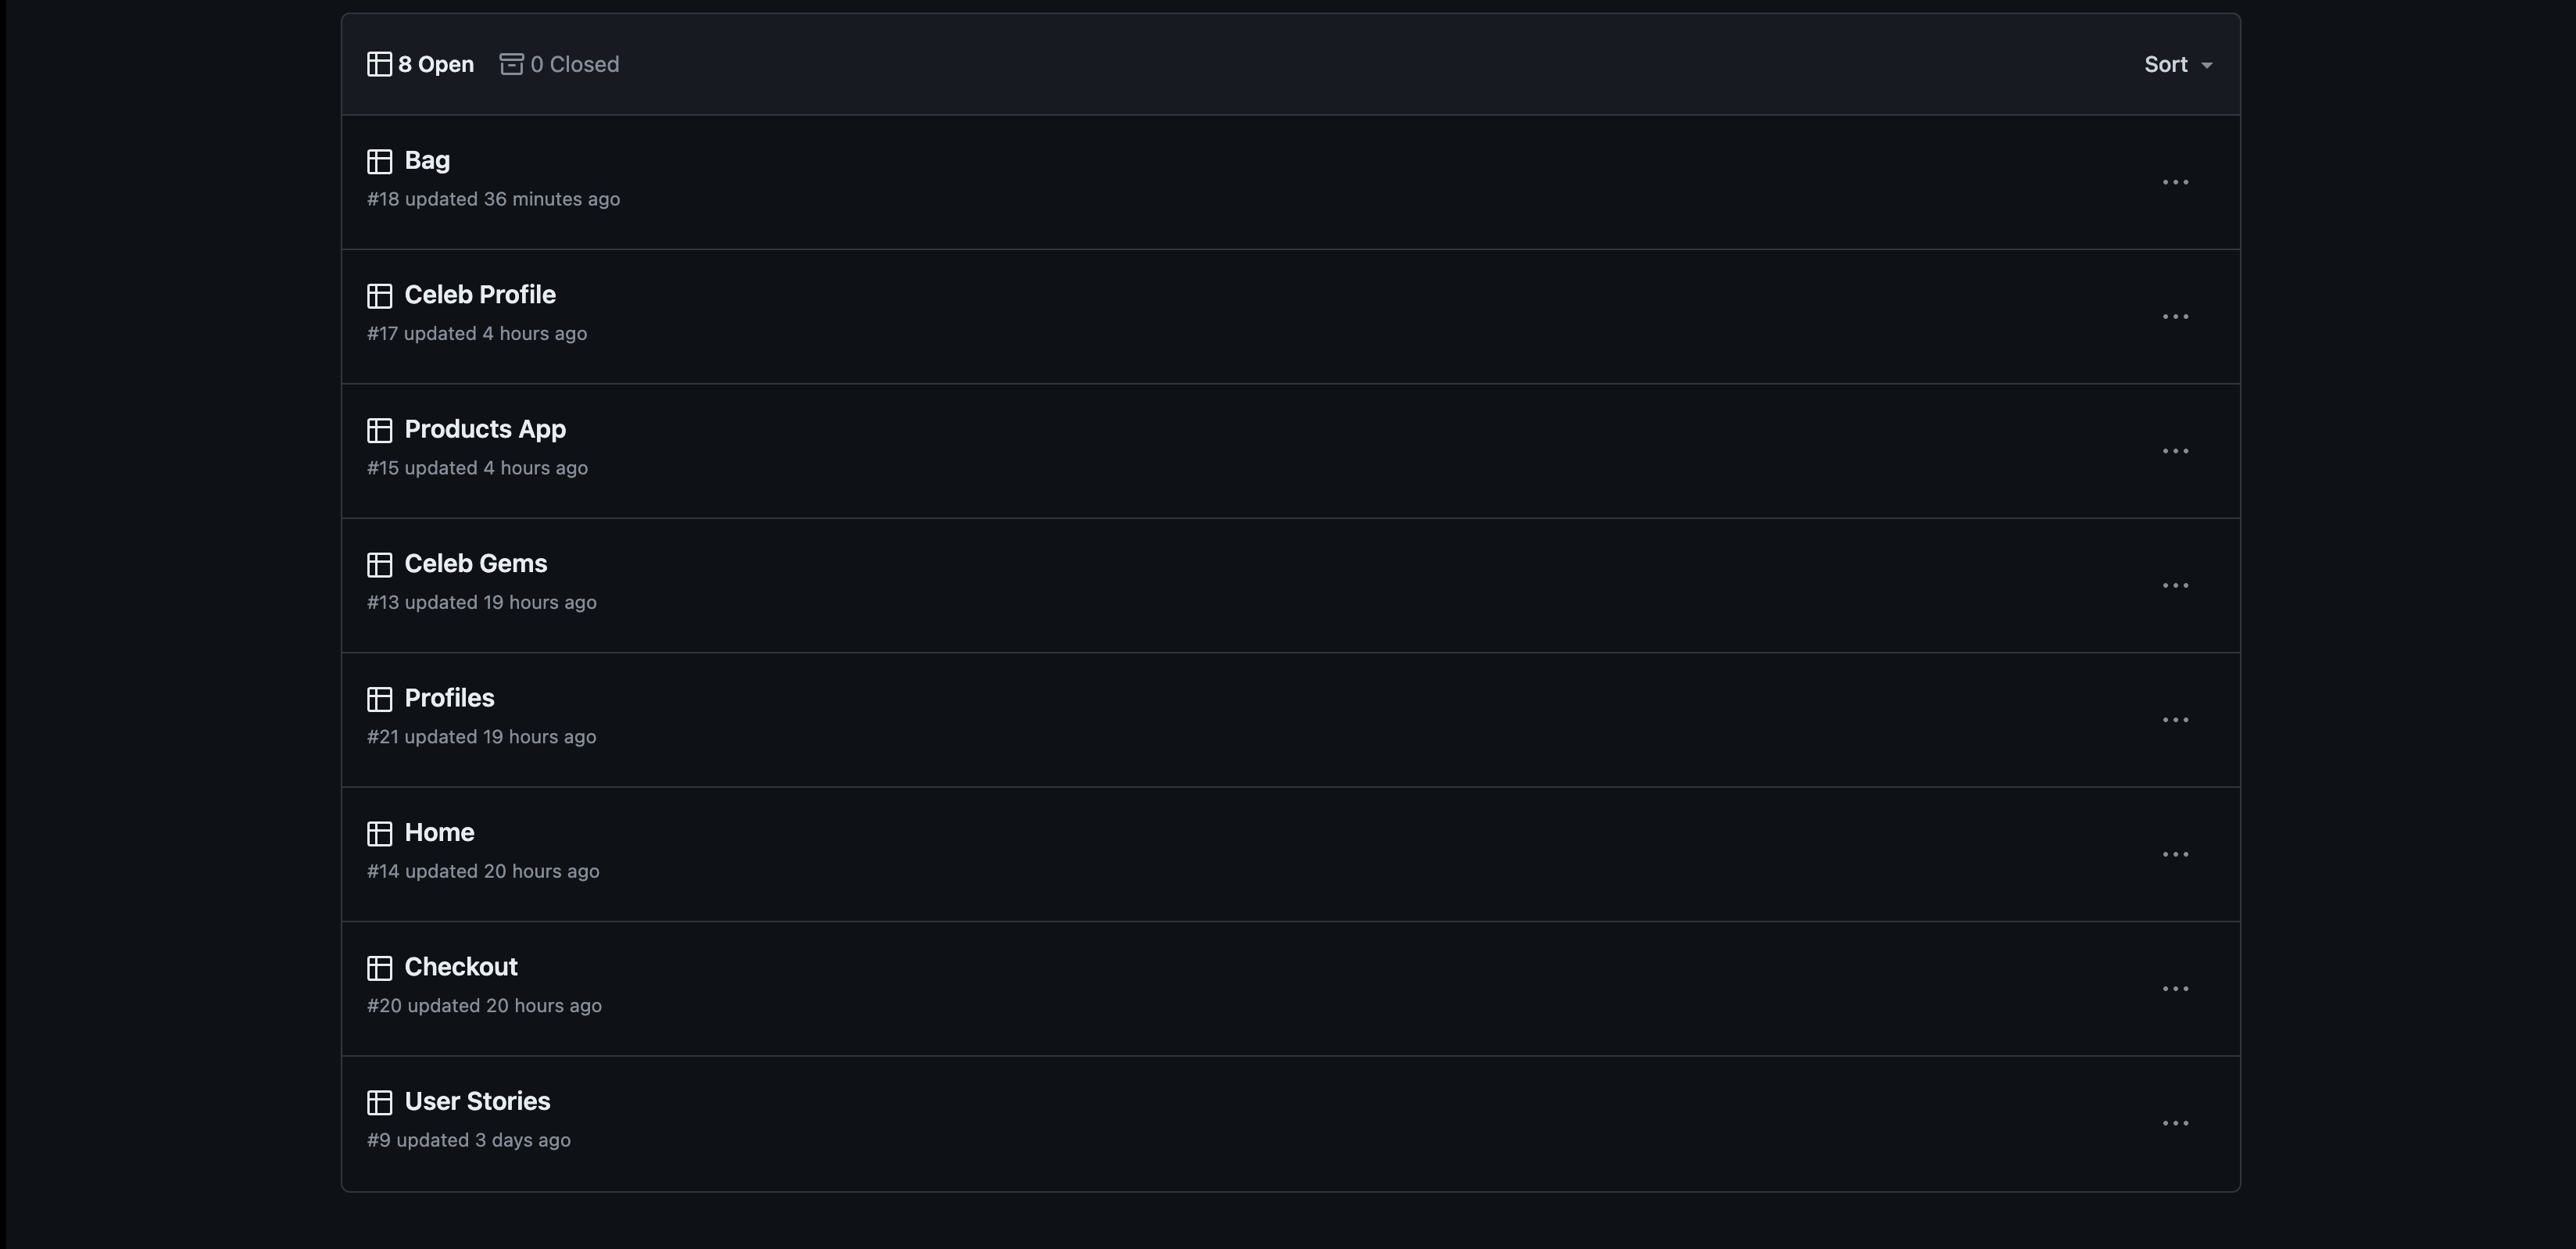 8 Open 0 Closed Sort
Bag
#18 updated 36 minutes ago
Celeb Profile
#17 updated 4 hours ago
Products App
#15 updated 4 hours ago
Celeb Gems
#13 updated 19 hours ago
Profiles
#21 updated 19 hours ago
Home
#14 updated 20 hours ago
Checkout
#20 updated 20 hours ago
User Stories
#9 updated 3 days ago